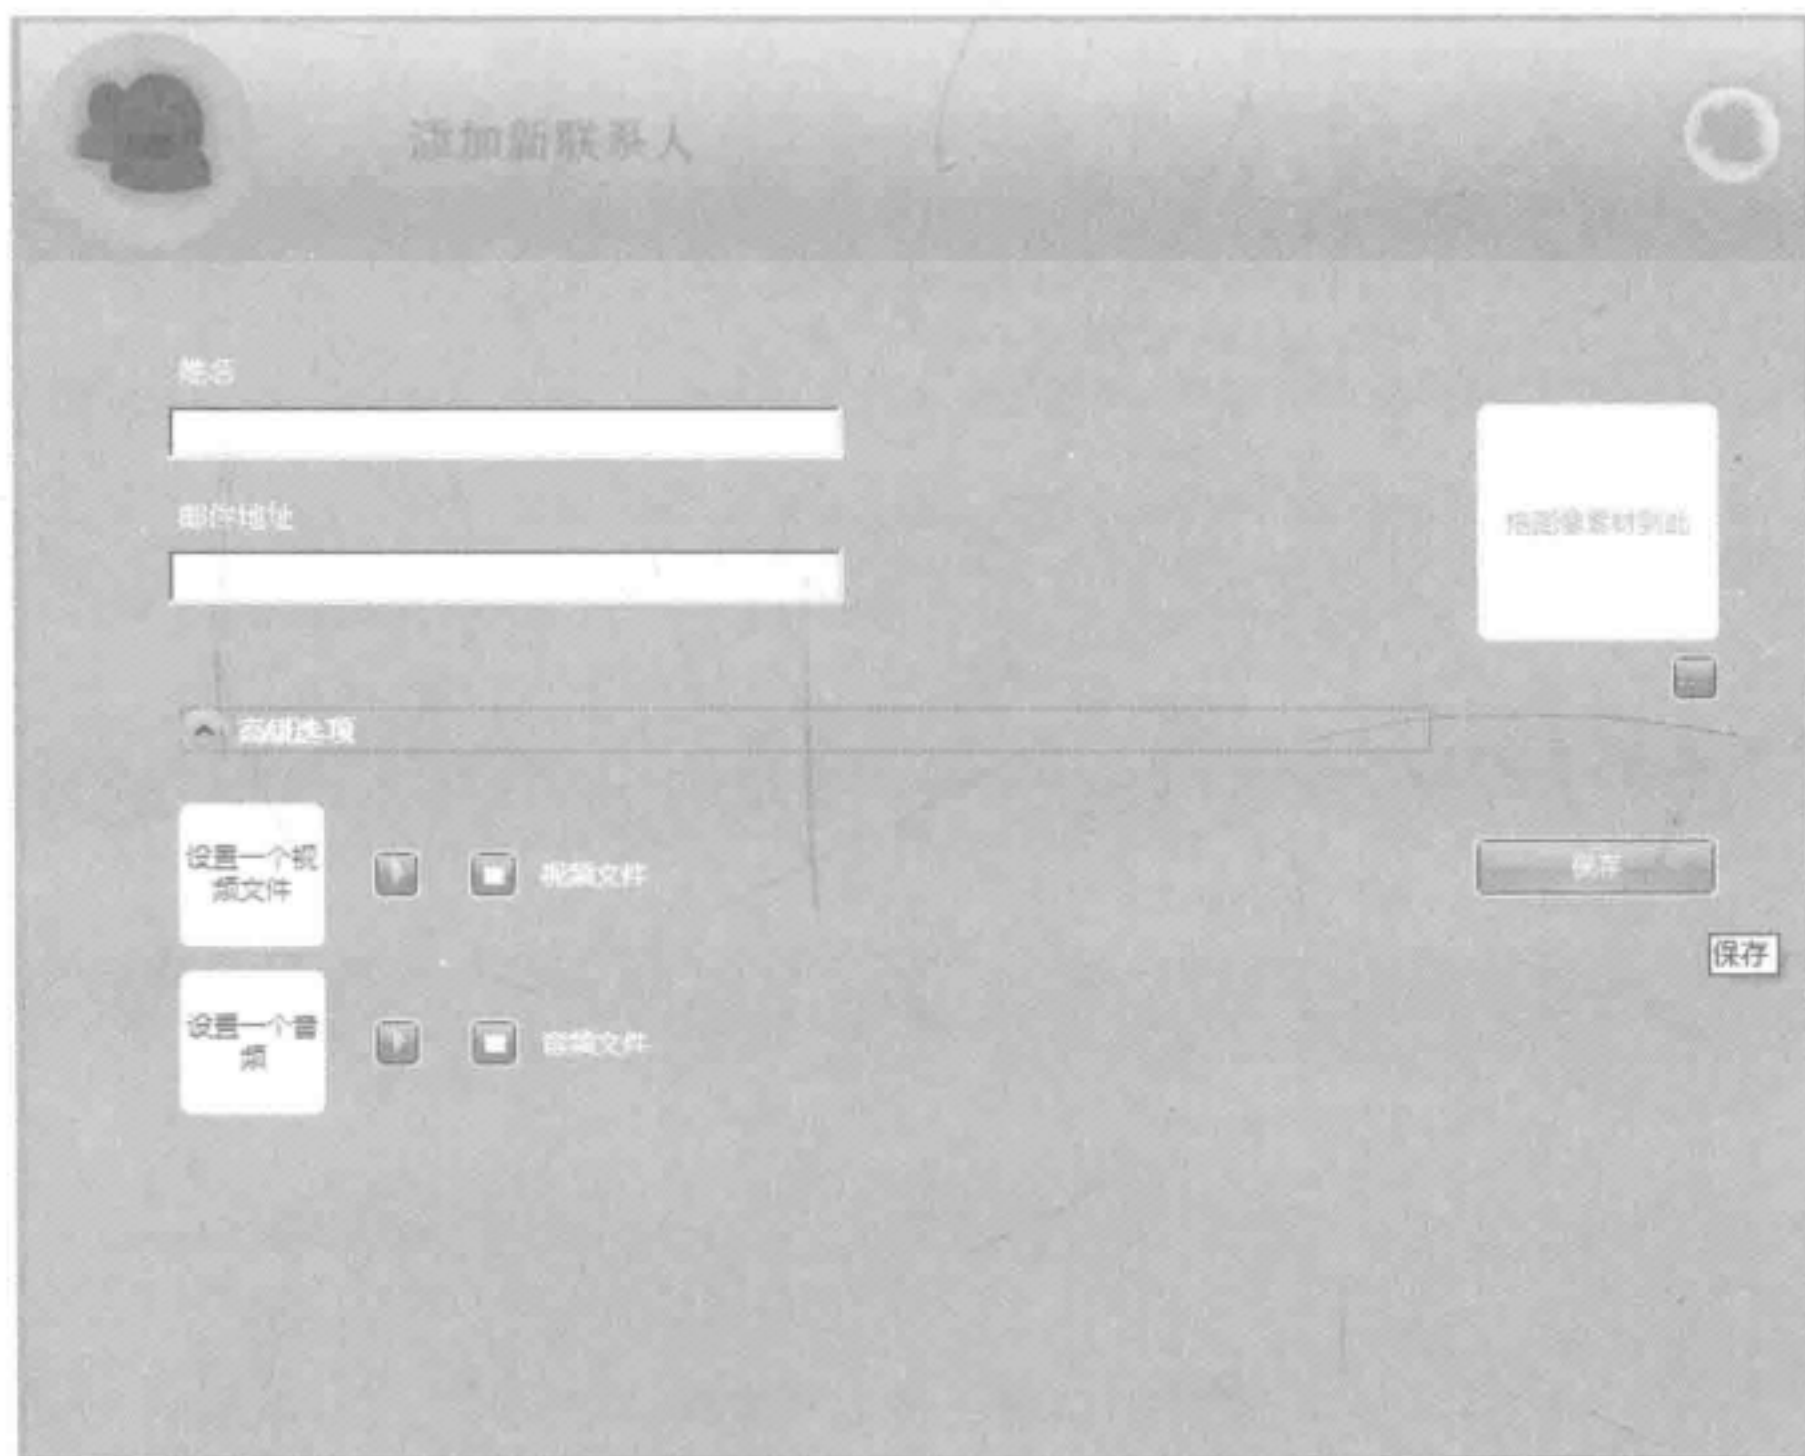 添加新联系人
姓名
邮件地址
拖图像素材到此
高级选项
设置一个视
频文件
视频文件
保存
保存
设置一个音
频
音频文件